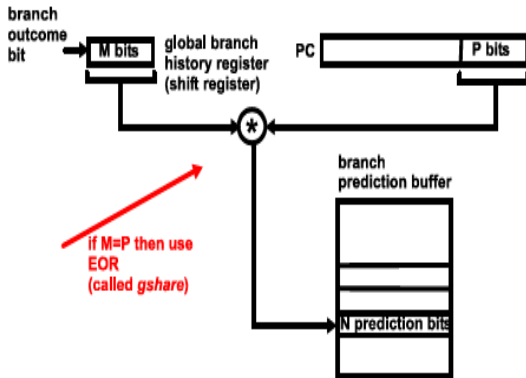 branch
outcome
bit
M bits
global branch
history register
(shift register)
PC
P bits
*
branch
prediction buffer
if M=P then use
EOR
(called gshare)
N prediction bits